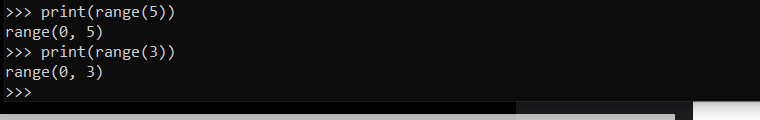 >>> print(range(5))
range(0, 5)
>>> print(range(3))
range(0, 3)
>>>